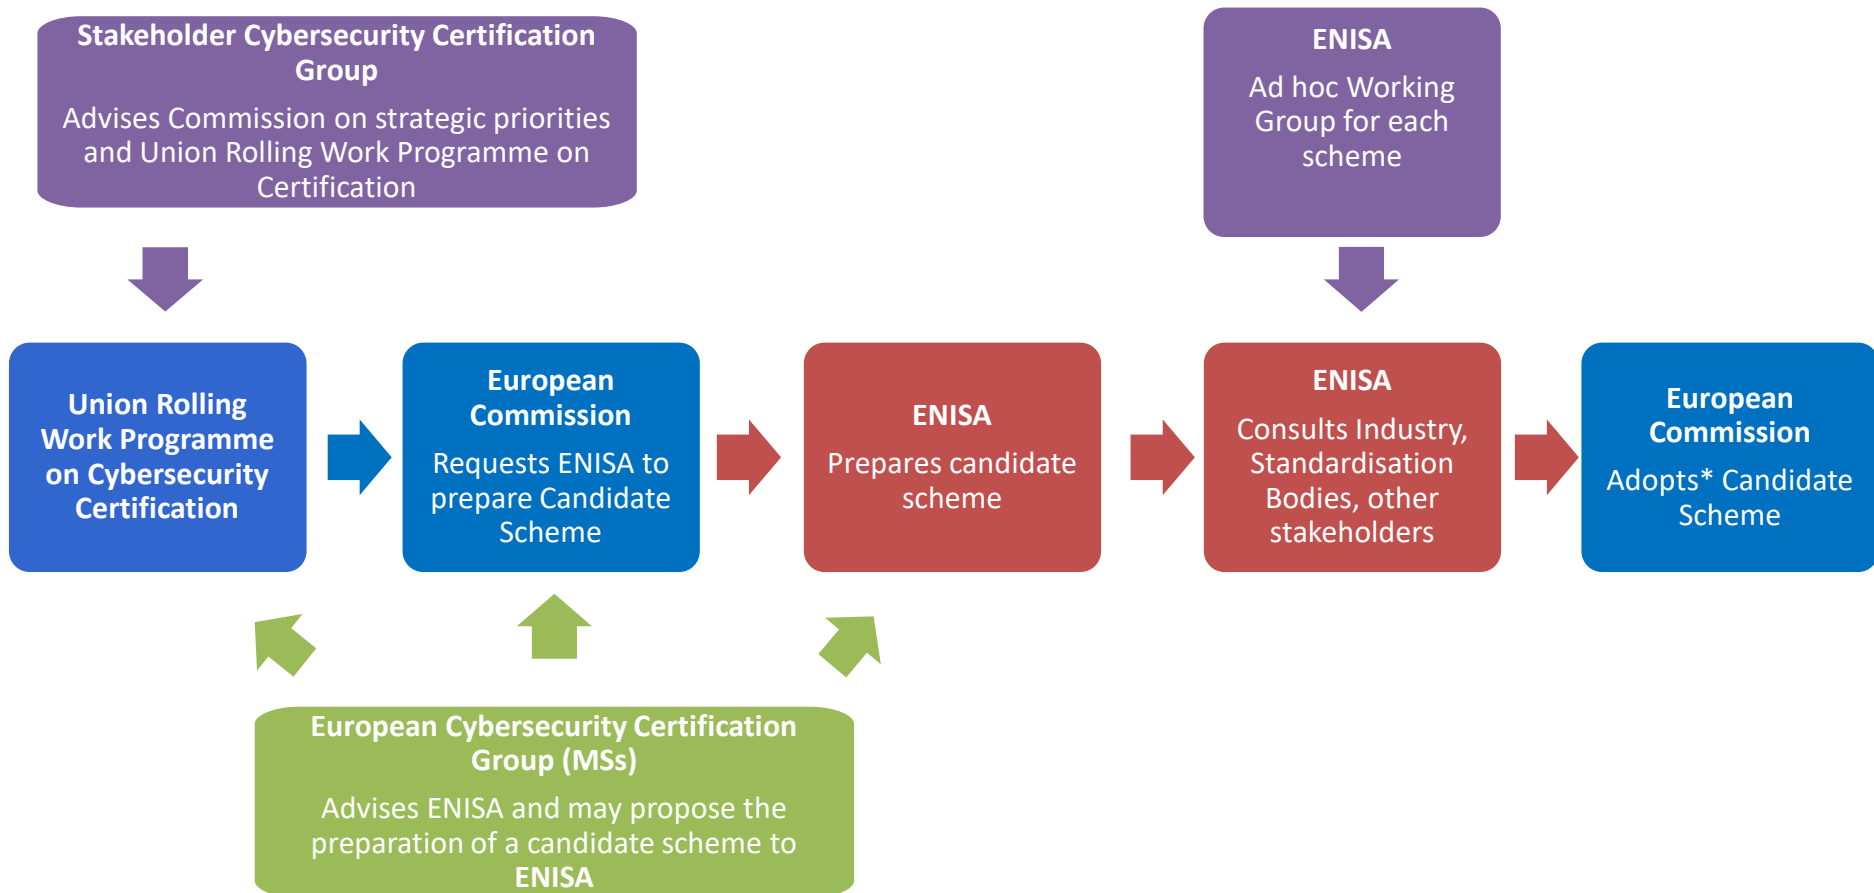 Stakeholder Cybersecurity Certification
Group
Advises Commission on strategic priorities
and Union Rolling Work Programme on
Certification
ENISA
Ad hoc Working
Group for each
scheme
Union Rolling
Work Programme
on Cybersecurity
Certification
European
Commission
Requests ENISA to
prepare Candidate
Scheme
ENISA
Prepares candidate
scheme
ENISA
Consults Industry,
Standardisation
Bodies, other
stakeholders
European
Commission
Adopts* Candidate
Scheme
European Cybersecurity Certification
Group (MSs)
Advises ENISA and may propose the
preparation of a candidate scheme to
ENISA